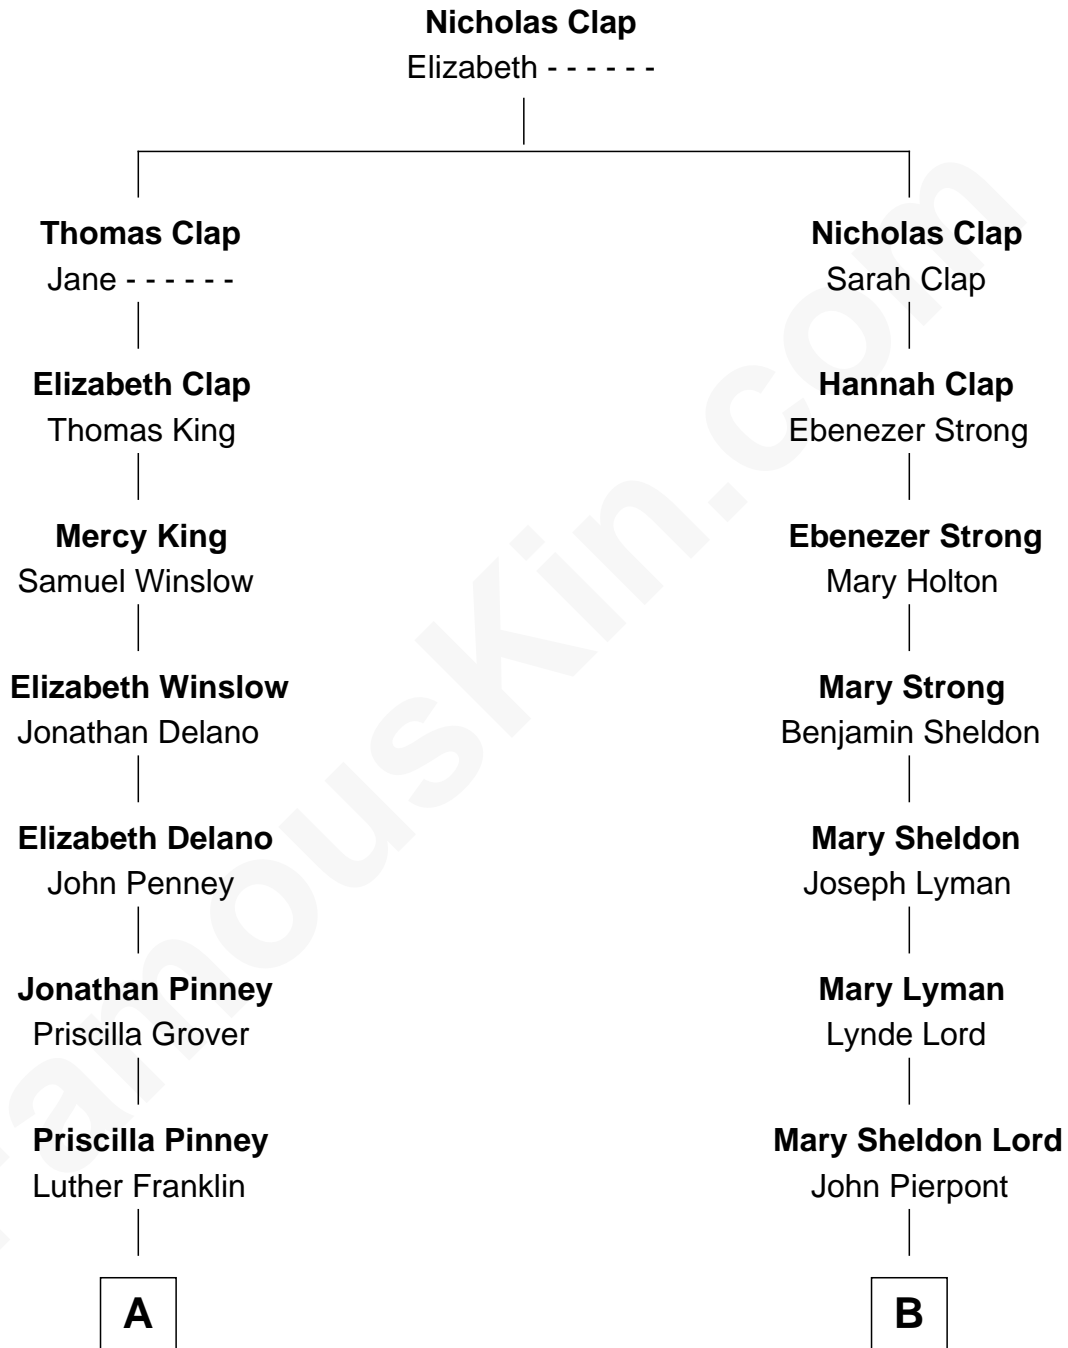 Nicholas Clap
Elizabeth - - - - - -
Thomas Clap
Jane - - - - - -
Nicholas Clap
Sarah Clap
Elizabeth Clap
Thomas King
Hannah Clap
Ebenezer Strong
Mercy King
Samuel Winslow
Ebenezer Strong
Mary Holton
Elizabeth Winslow
Jonathan Delano
Mary Strong
Benjamin Sheldon
Elizabeth Delano
John Penney
Mary Sheldon
Joseph Lyman
Jonathan Pinney
Priscilla Grover
Mary Lyman
Lynde Lord
Priscilla Pinney
Luther Franklin
Mary Sheldon Lord
John Pierpont
A
B
FamousKin.com